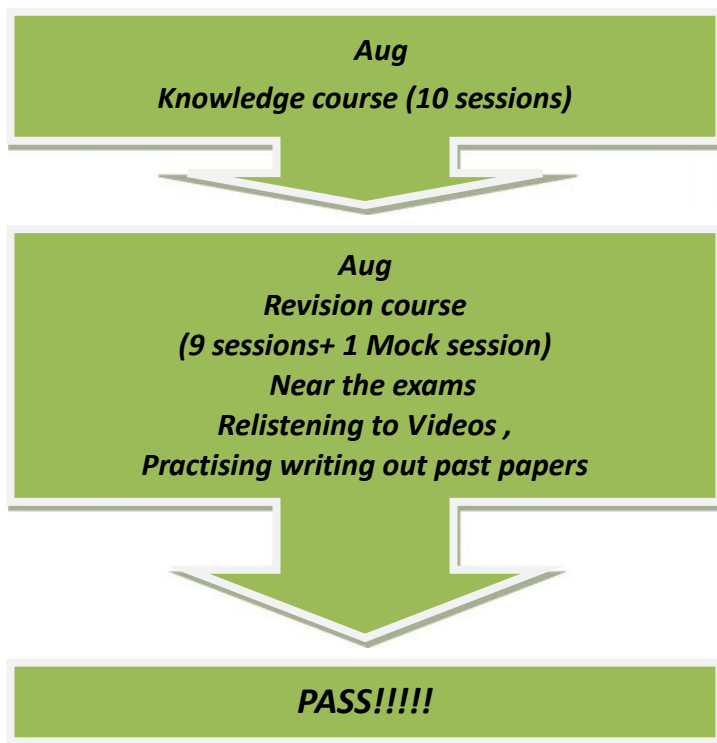 Aug
Knowledge course (10 sessions)
Aug
Revision course
(9 sessions+ 1 Mock session)
Near the exams
Relistening to Videos ,
Practising writing out past papers
PASS!!!!!